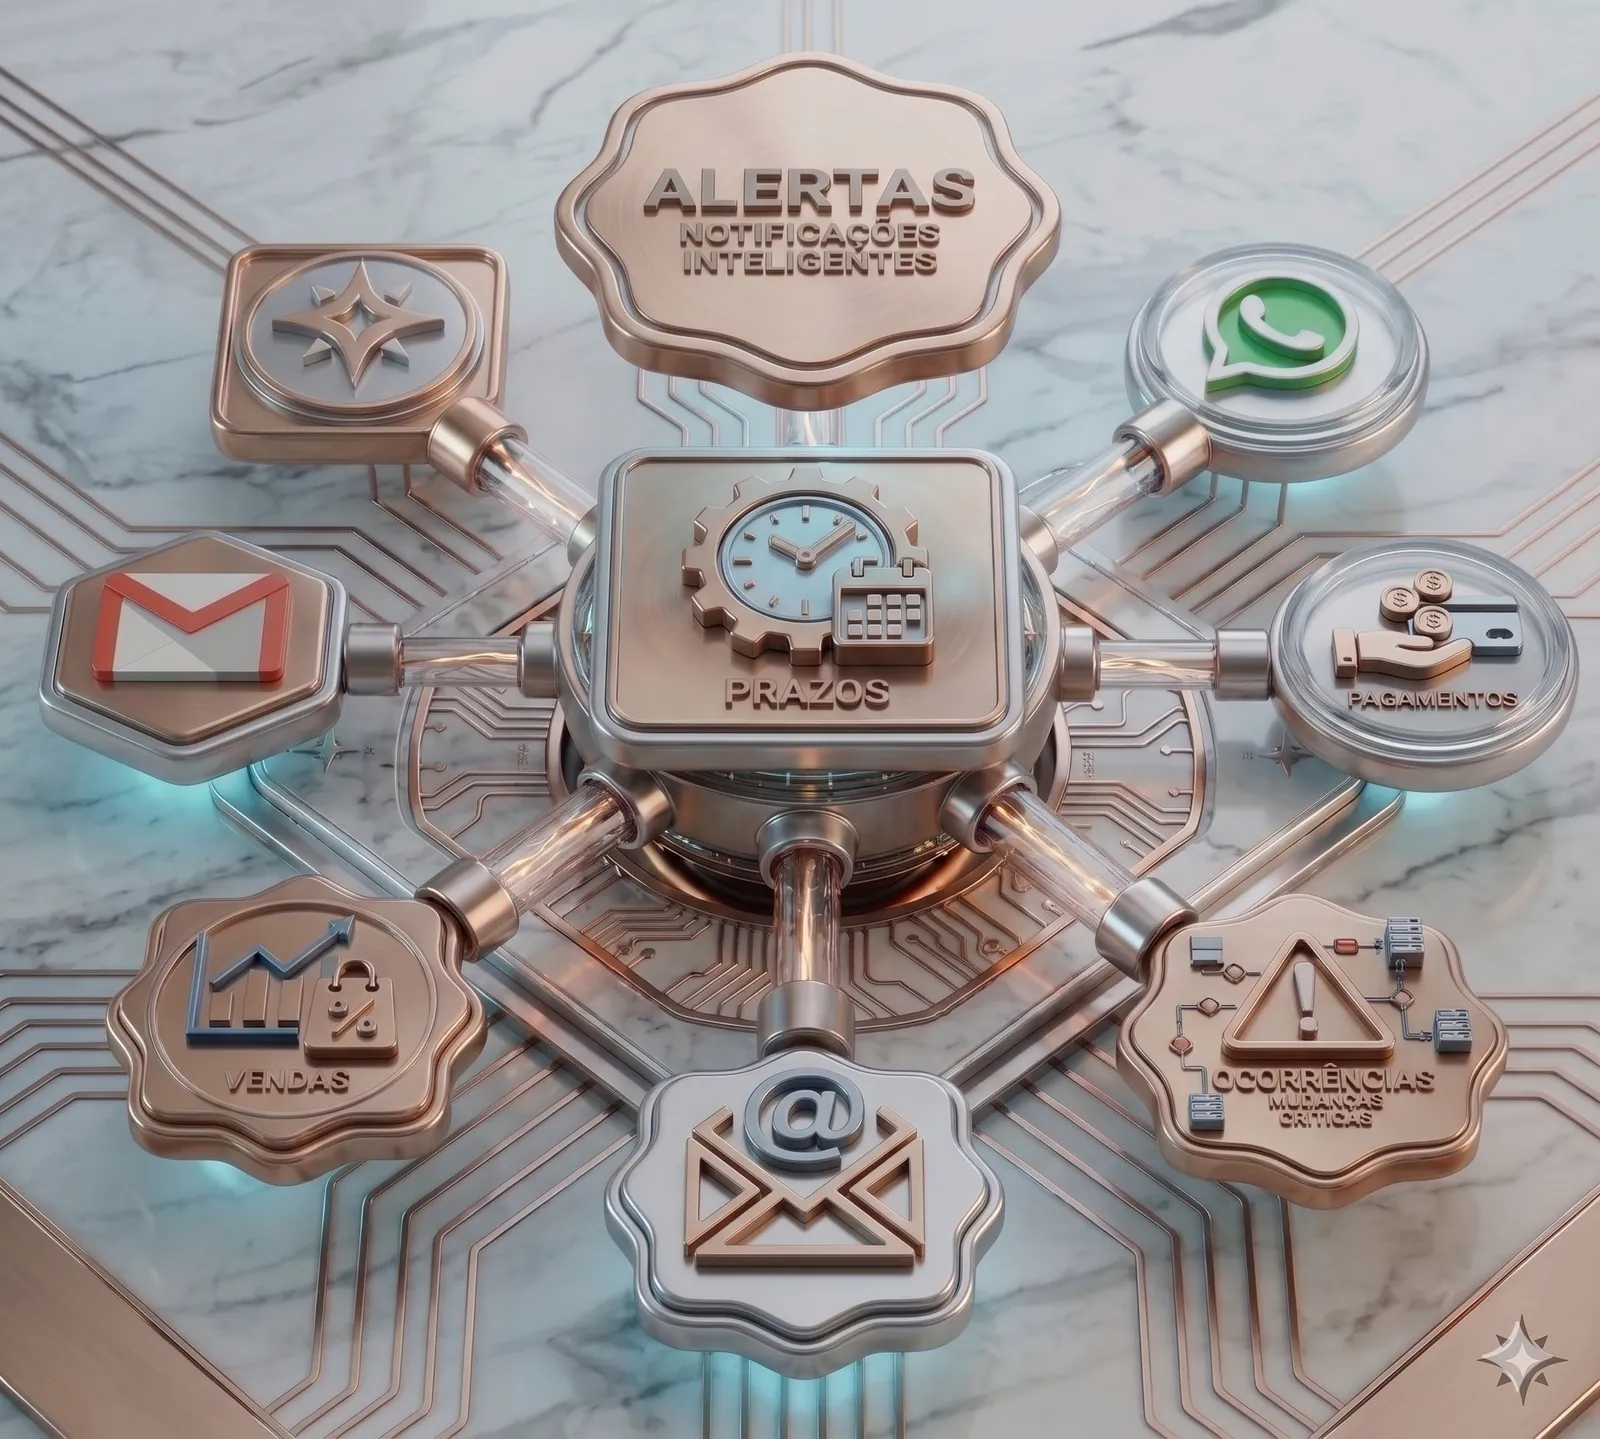 ALERTAS
NOTIFICAÇÕES
INTELIGENTES
PRAZOS
PAGAMENTOS
VENDAS
@
OCORRÊNCIAS
MUDANÇAS
CRÍTICAS